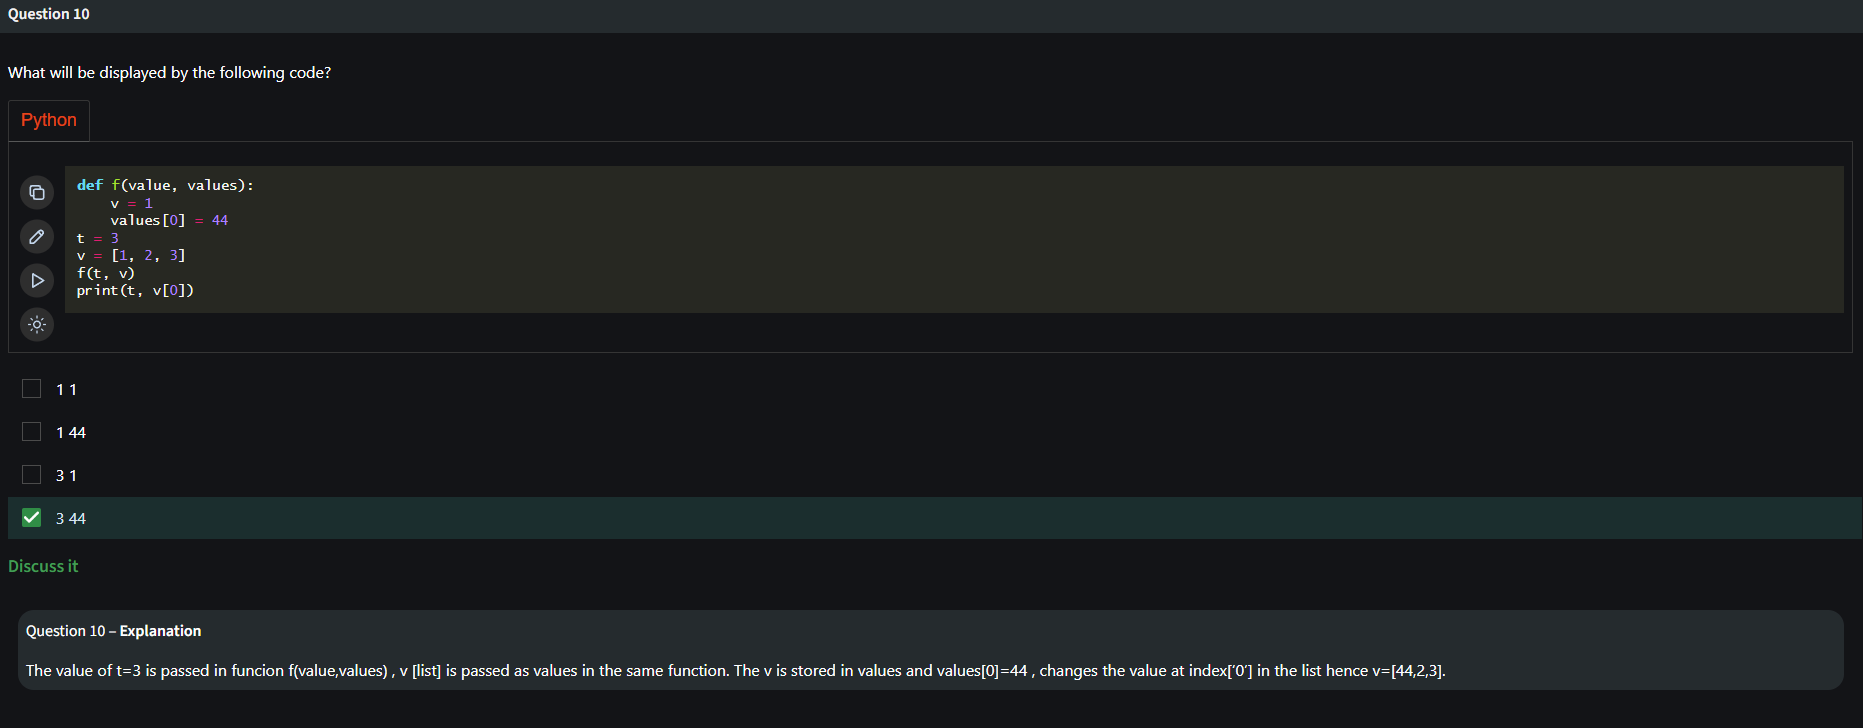 Question 10
What will be displayed by the following code?
Python
def f(value, values):
    v = 1
    values[0] = 44
t = 3
v = [1, 2, 3]
f(t, v)
print(t, v[0])
1 1
1 44
3 1
3 44
Discuss it
Question 10 – Explanation
The value of t=3 is passed in funcion f(value,values) , v [list] is passed as values in the same function. The v is stored in values and values[0]=44 , changes the value at index['0'] in the list hence v=[44,2,3].